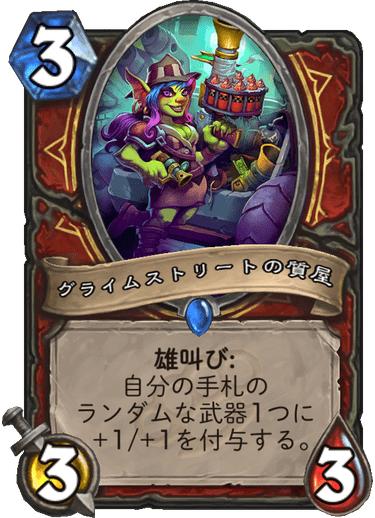 3
グライムストリートの質屋
雄叫び:
自分の手札の
ランダムな武器1つに
+1/+1を付与する。
3
3